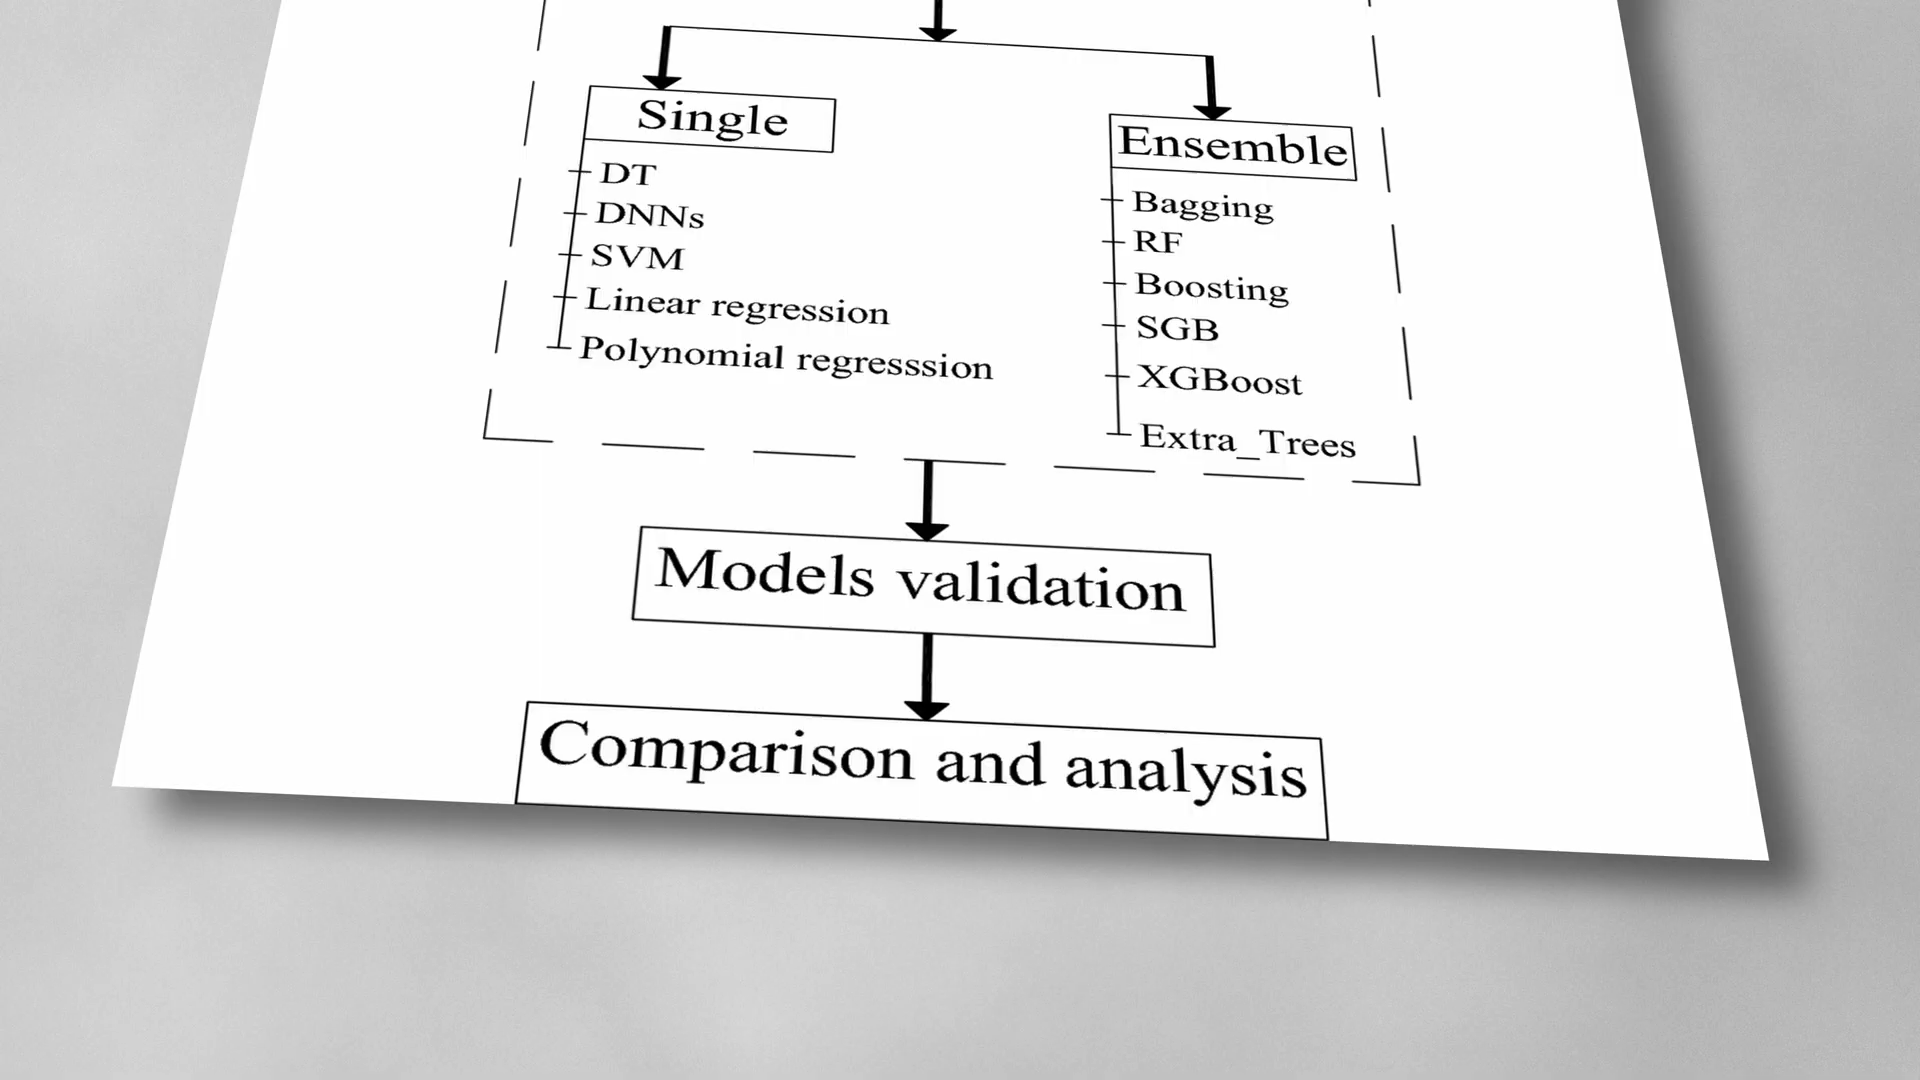 Single
DT
DNNs
SVM
Linear regression
Polynomial regresssion
Ensemble
Bagging
RF
Boosting
SGB
XGBoost
Extra_Trees
Models validation
Comparison and analysis